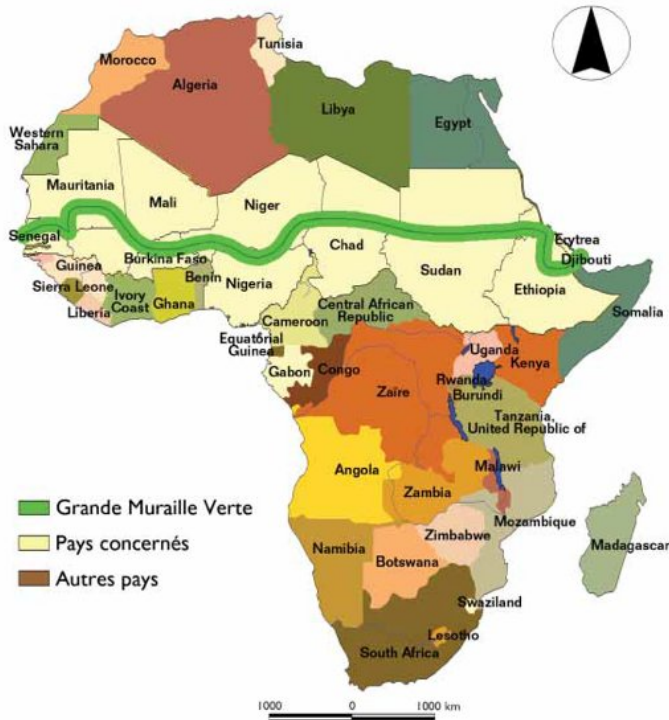 Tunisia
Morocco
Algeria
Libya
Egypt
Western
Sahara
Mauritania
Mali
Niger
Senegal
Chad
Erytrea
Djibouti
Burkina Faso
Guinea
Benin
Nigeria
Sudan
Ethiopia
Sierra Leone
Ivory
Coast
Ghana
Liberia
Somalia
Central African
Republic
Cameroon
Equatorial
Guinea
Uganda
Kenya
Gabon
Congo
Rwanda
Zaïre
Burundi
Tanzania,
United Republic of
Angola
Malawi
Zambia
Grande Muraille Verte
Mozambique
Zimbabwe
Pays concernés
Madagascar
Namibia
Botswana
Autres pays
Swaziland
Lesotho
South Africa
1000 0 1000 km